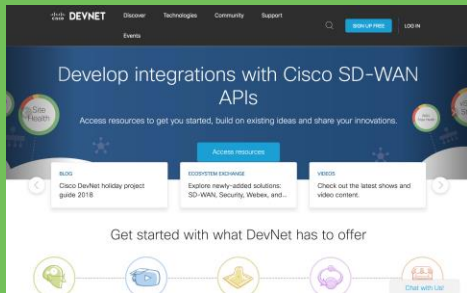 cisco DEVNET
Discover Technologies Community Support
SIGN UP FREE LOG IN
Events
Develop integrations with Cisco SD-WAN
APIs
Site
Health
Access resources to get you started, build on existing ideas and share your innovations.
Access resources
BLOG
Cisco DevNet holiday project
guide 2018
ECOSYSTEM EXCHANGE
Explore newly-added solutions:
SD-WAN, Security, Webex, and...
VIDEOS
Check out the latest shows and
video content.
Get started with what DevNet has to offer
Chat with Us!